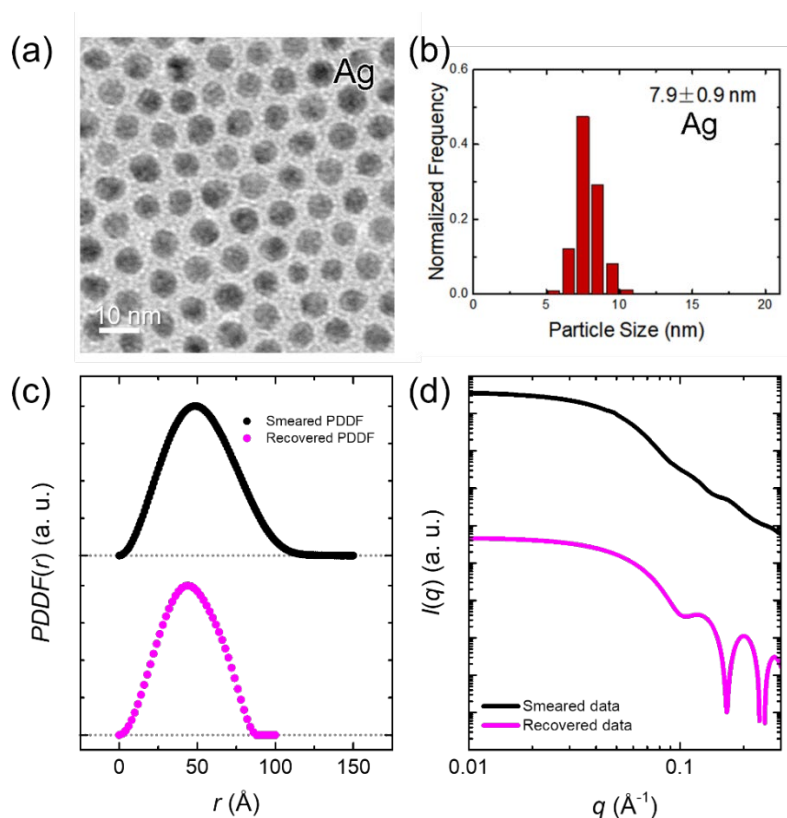 (a)
Ag
10 nm
(b)
7.9±0.9 nm
Ag
Normalized Frequency
0.6
0.4
0.2
0.0
0 5 10 15 20
Particle Size (nm)
(c)
Smeared PDDF
Recovered PDDF
PDDF(r) (a. u.)
0 50 100 150
r (Å)
(d)
I(q) (a. u.)
Smeared data
Recovered data
0.01 0.1
q (Å⁻¹)